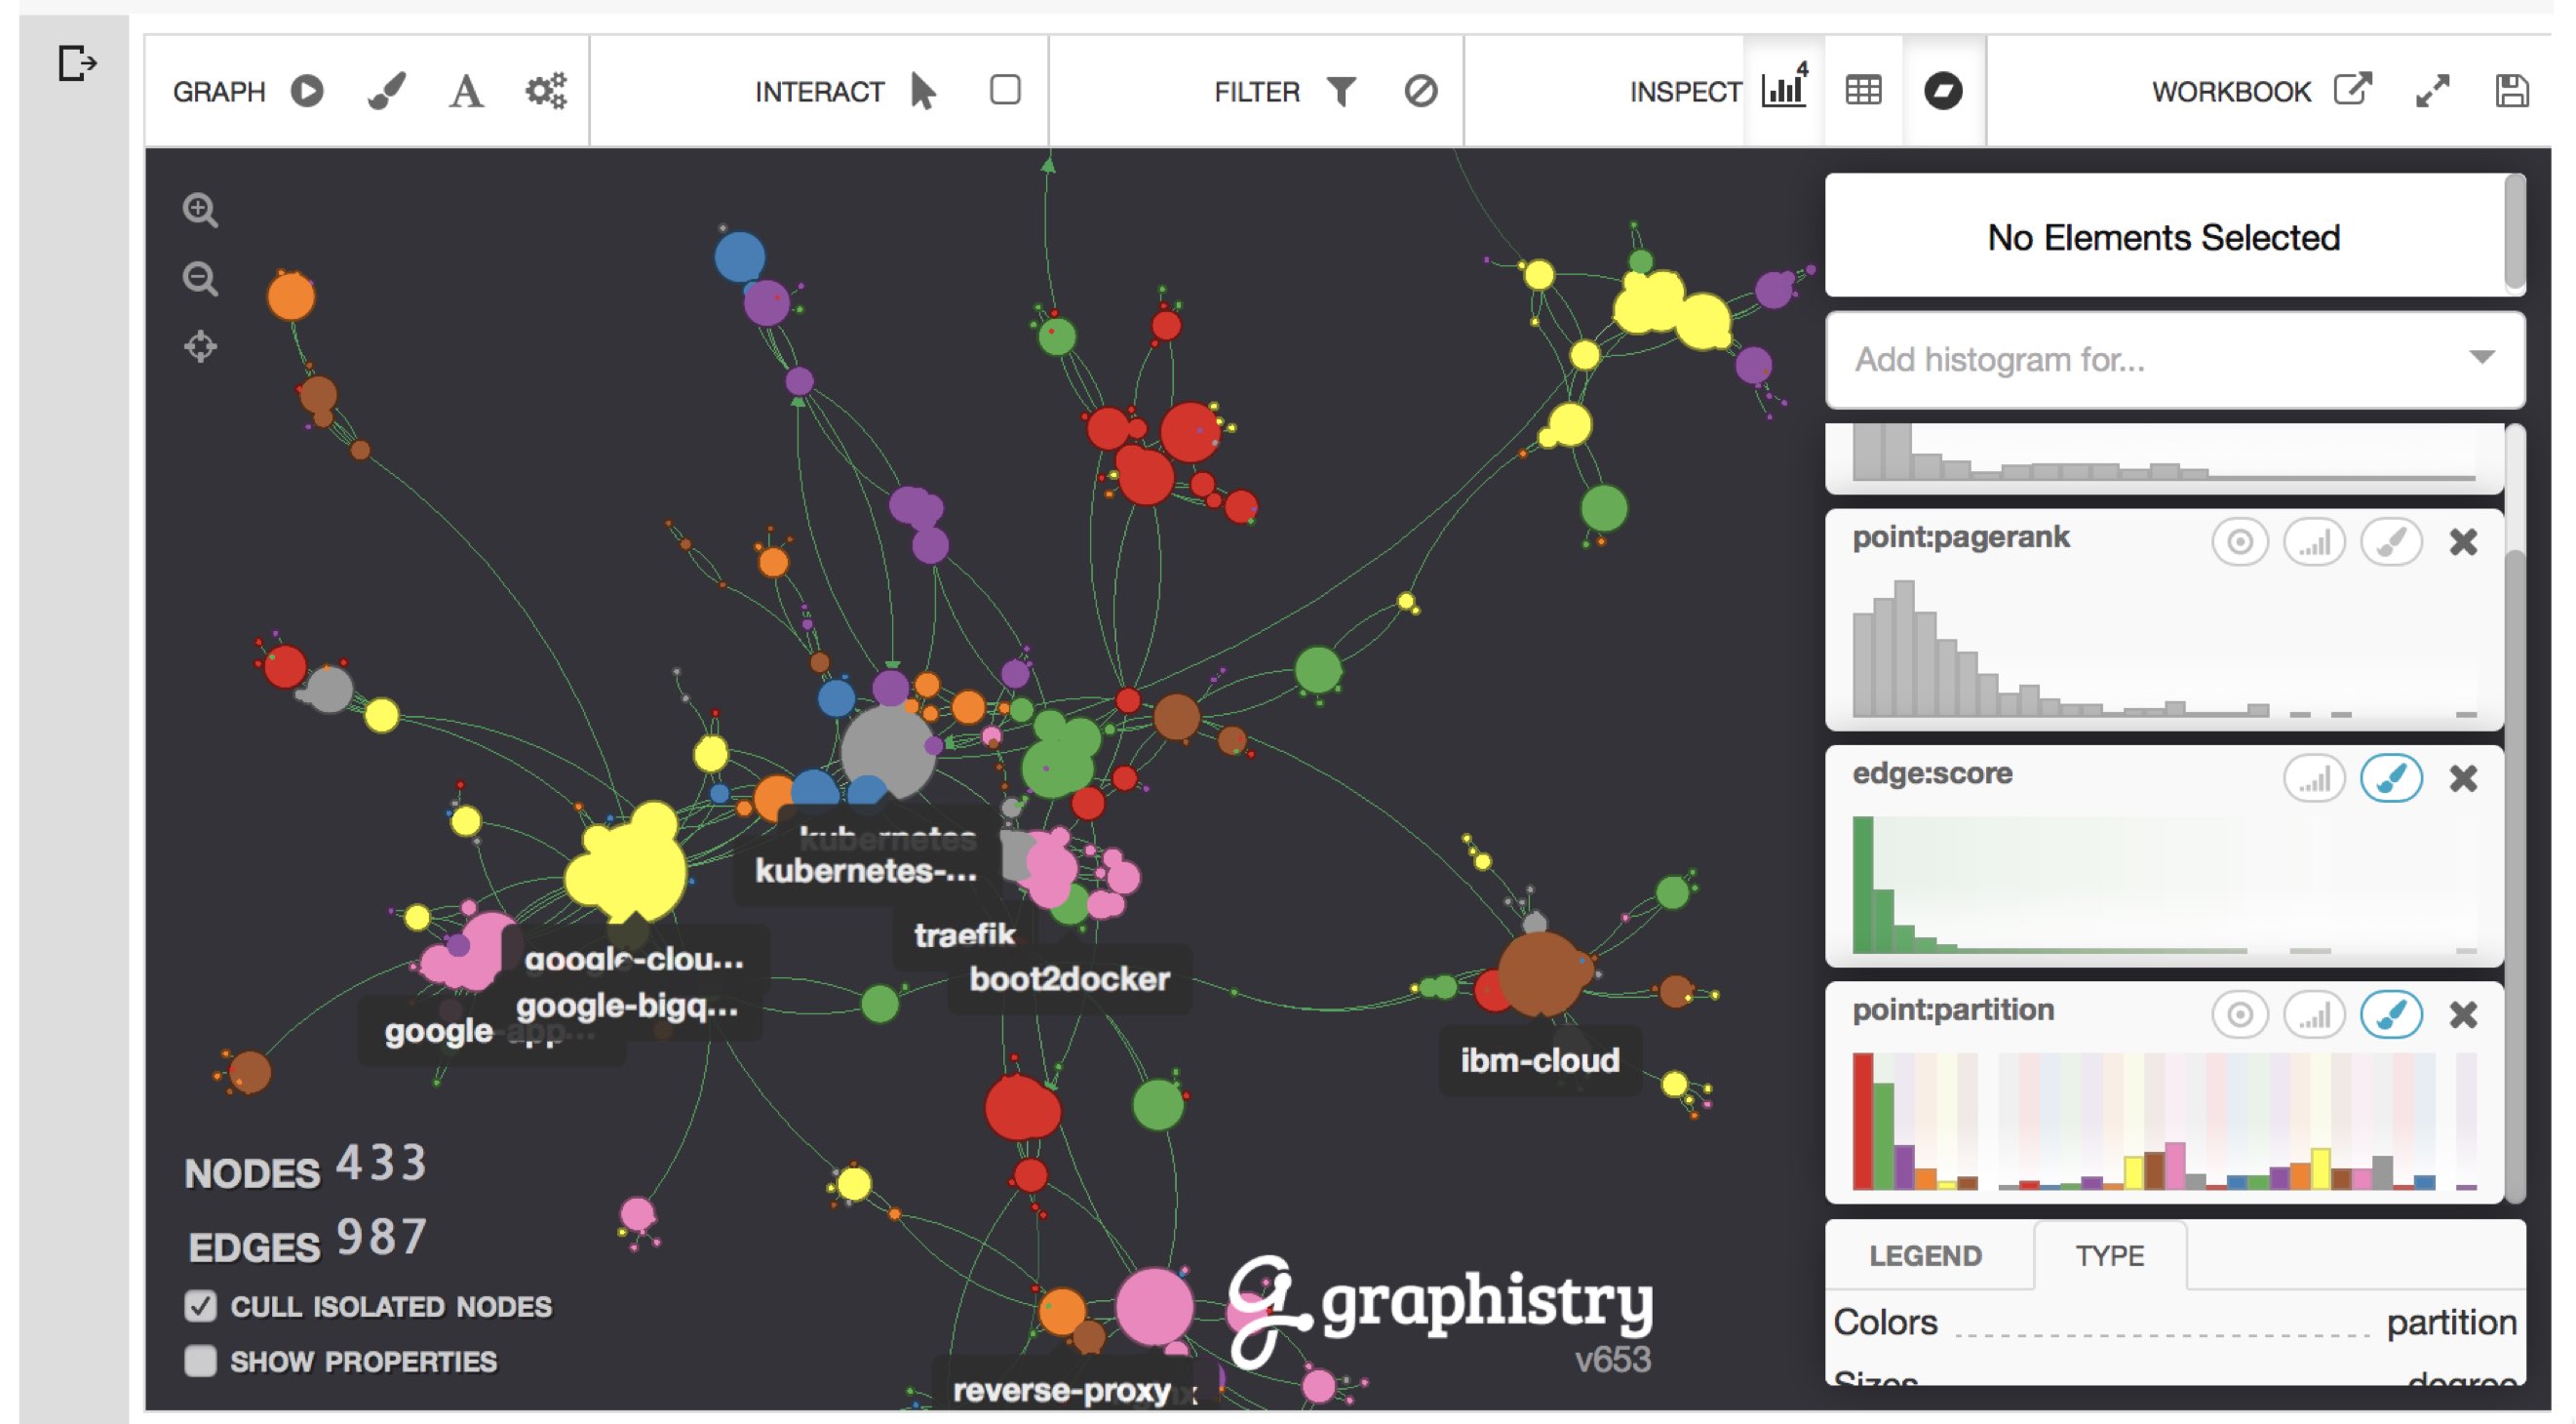 GRAPH A INTERACT FILTER INSPECT 4 WORKBOOK
No Elements Selected
Add histogram for...
point:pagerank
edge:score
point:partition
kubernetes
kubernetes-...
traefik
boot2docker
google-clou...
google-bigq...
google-app...
ibm-cloud
reverse-proxy
NODES 433
EDGES 987
CULL ISOLATED NODES
SHOW PROPERTIES
graphistry
v653
LEGEND TYPE
Colors partition
Sizes degree